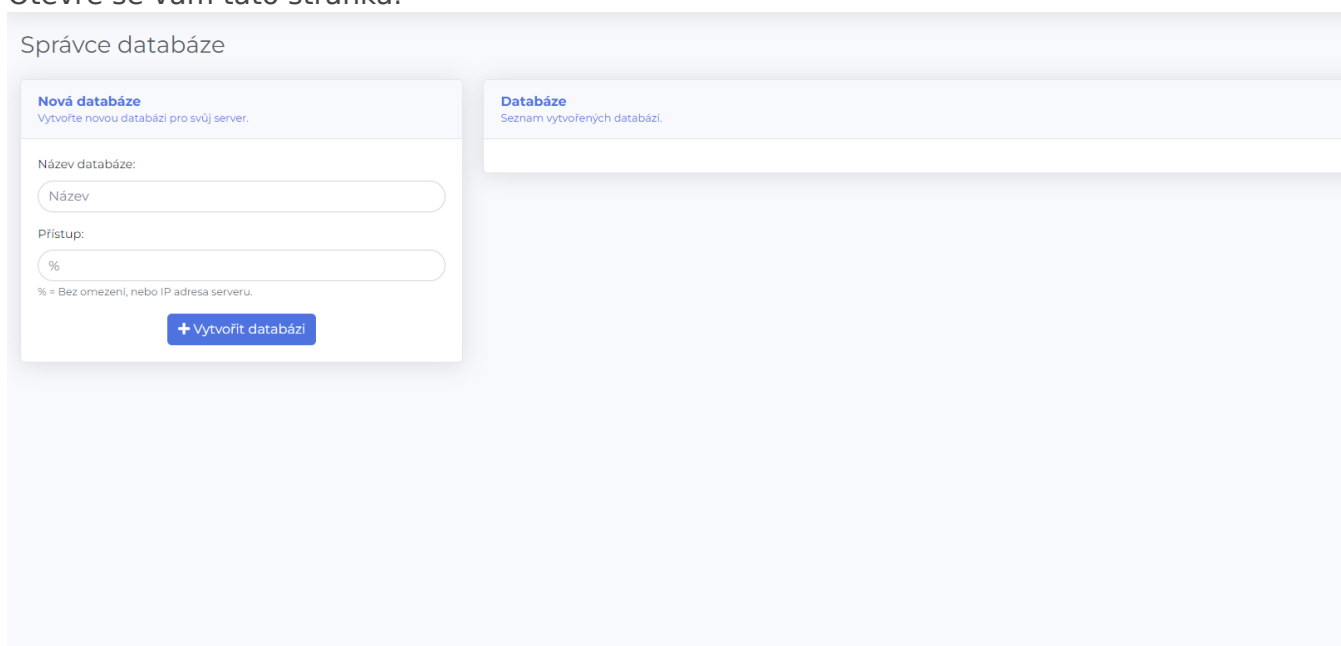 Otevře se vám tato stránka:
Správce databáze
Nová databáze
Vytvořte novou databázi pro svůj server.
Název databáze:
Název
Přístup:
%
% = Bez omezení, nebo IP adresa serveru.
Vytvořit databázi
Databáze
Seznam vytvořených databází.